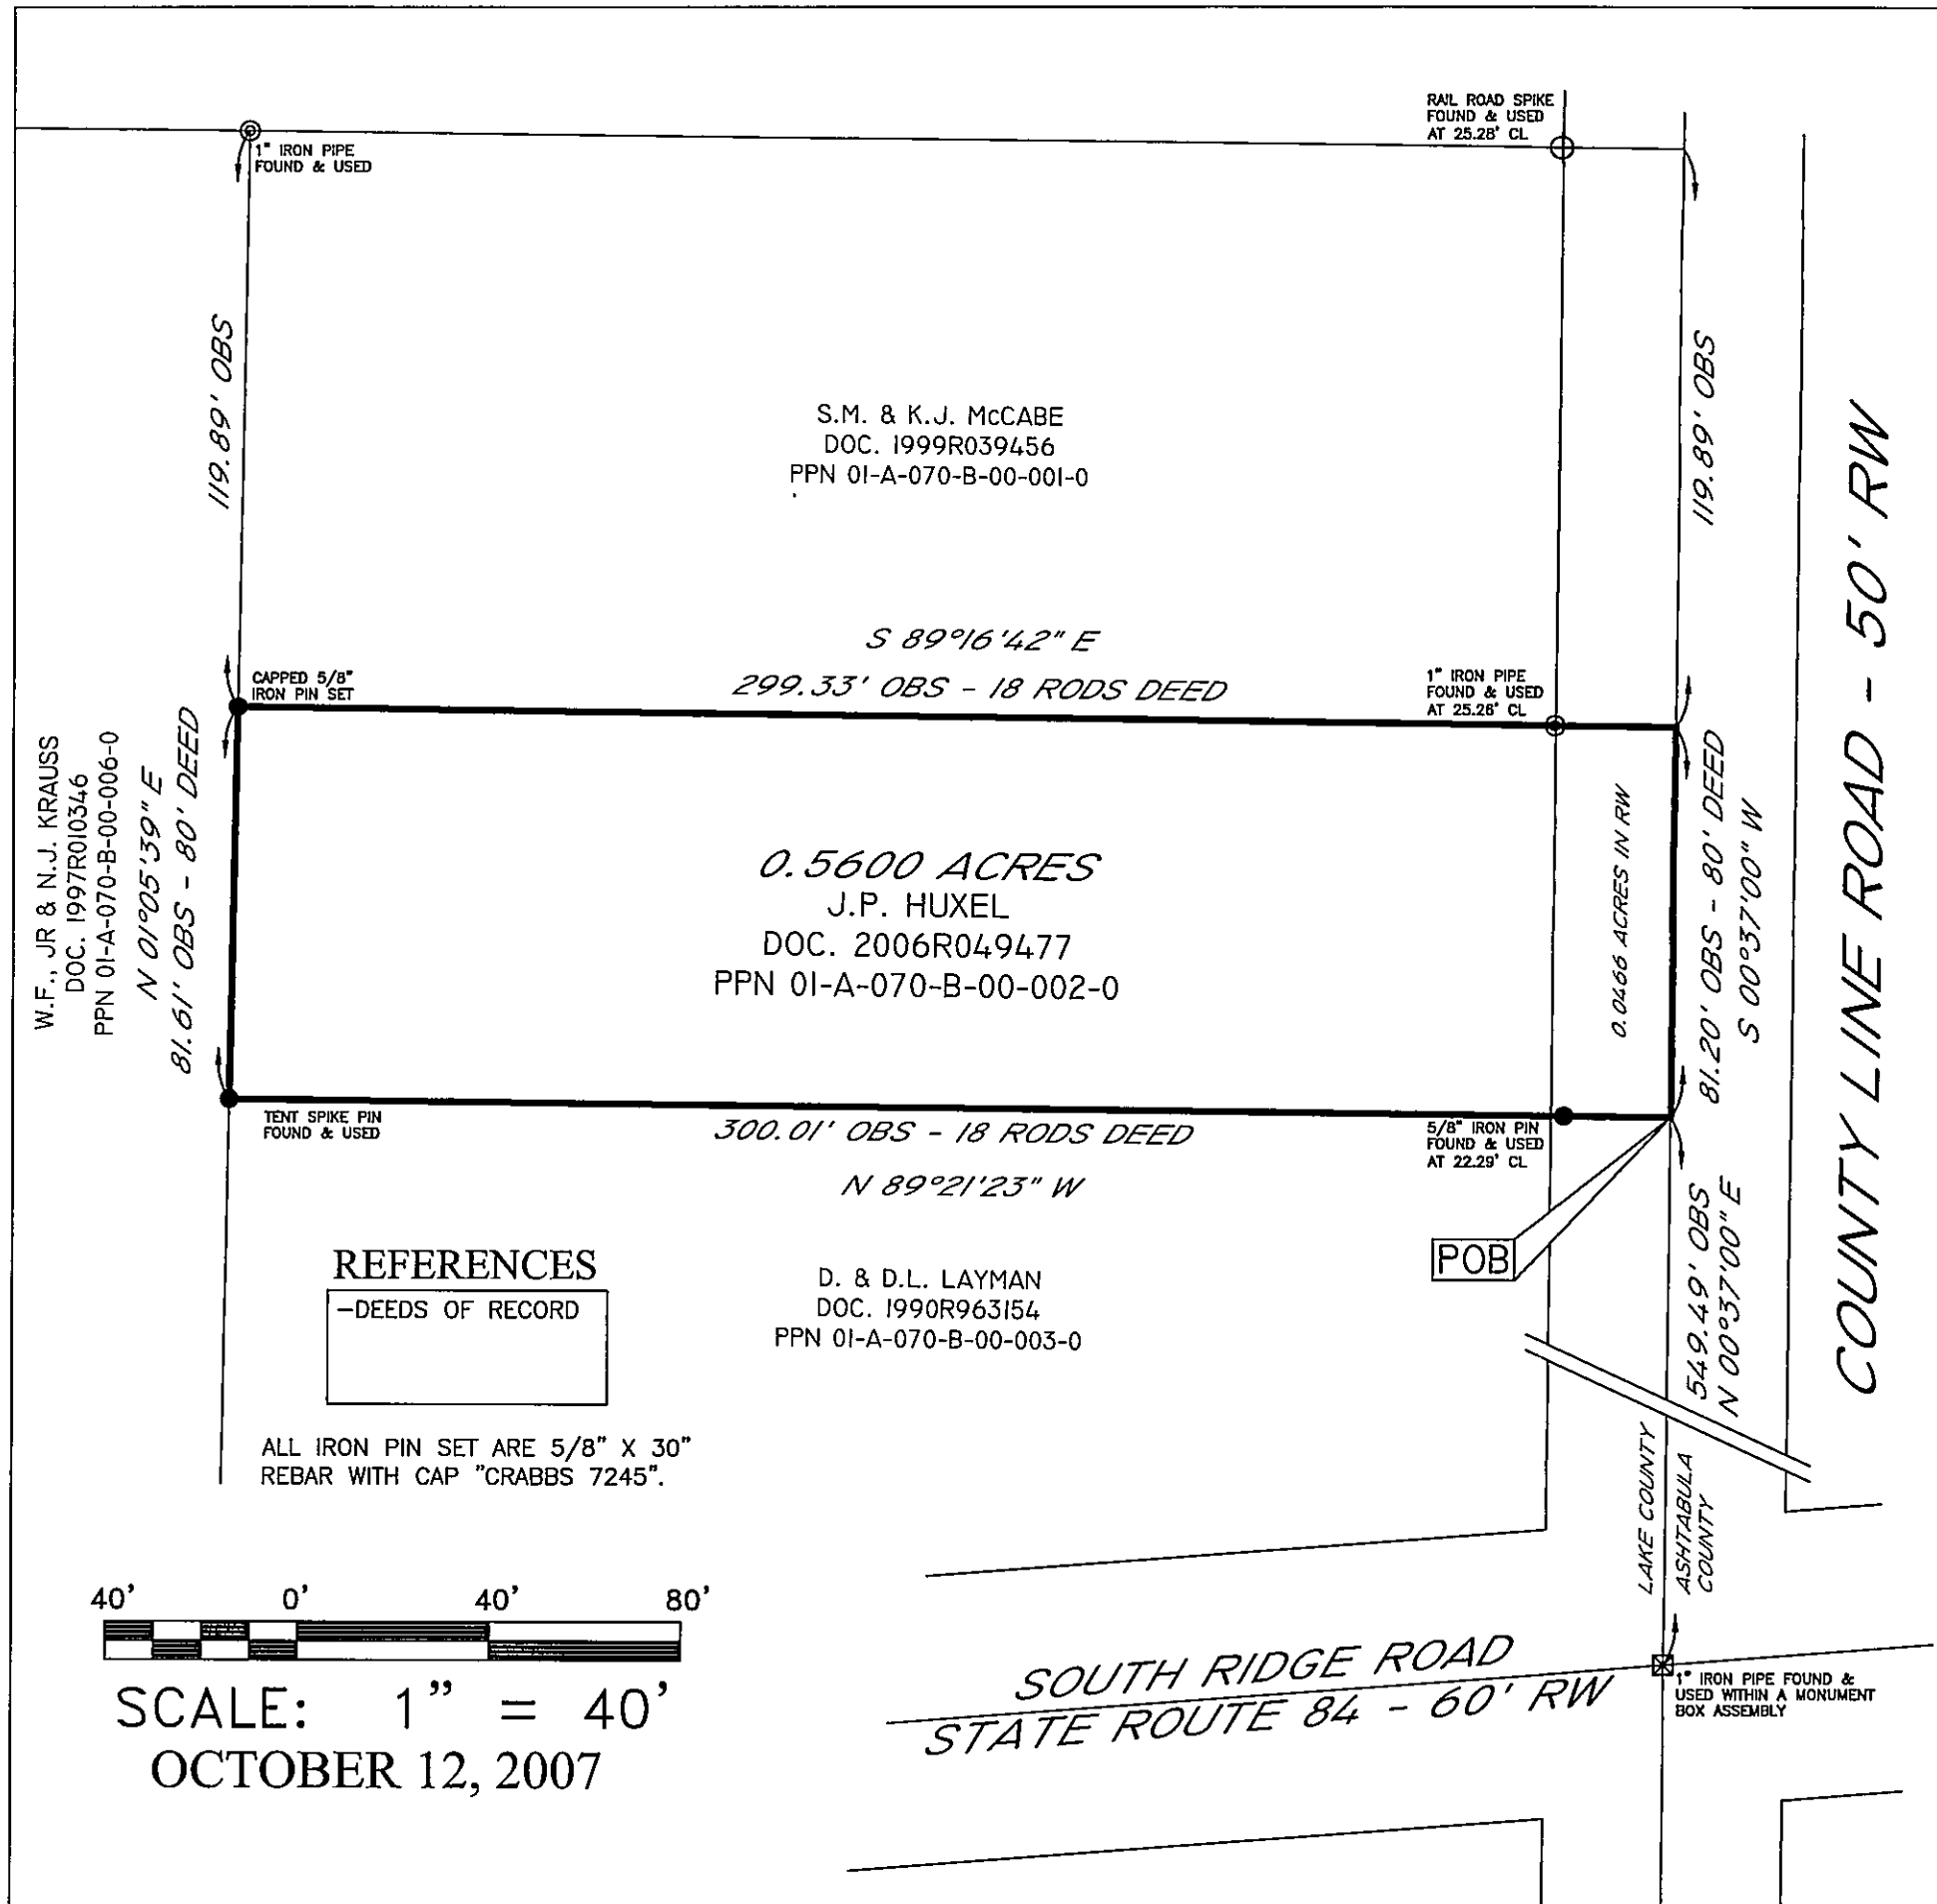 RAIL ROAD SPIKE
FOUND & USED
AT 25.28' CL
1" IRON PIPE
FOUND & USED
119.89' OBS
119.89' OBS
S.M. & K.J. McCABE
DOC. 1999R039456
PPN 01-A-070-B-00-001-0
COUNTY LINE ROAD - 50' RW
S 89°16'42" E
299.33' OBS - 18 RODS DEED
CAPPED 5/8"
IRON PIN SET
1" IRON PIPE
FOUND & USED
AT 25.26' CL
W.F., JR & N.J. KRAUSS
DOC. 1997R010346
PPN 01-A-070-B-00-006-0
N 01°05'39" E
81.61' OBS - 80' DEED
0.5600 ACRES
J.P. HUXEL
DOC. 2006R049477
PPN 01-A-070-B-00-002-0
0.0466 ACRES IN RW
81.20' OBS - 80' DEED
S 00°37'00" W
TENT SPIKE PIN
FOUND & USED
300.01' OBS - 18 RODS DEED
N 89°21'23" W
5/8" IRON PIN
FOUND & USED
AT 22.29' CL
POB
549.49' OBS
N 00°37'00" E
REFERENCES
-DEEDS OF RECORD
D. & D.L. LAYMAN
DOC. 1990R963154
PPN 01-A-070-B-00-003-0
ALL IRON PIN SET ARE 5/8" X 30"
REBAR WITH CAP "CRABBS 7245".
LAKE COUNTY
ASHTABULA
COUNTY
40' 0' 40' 80'
SCALE: 1" = 40'
OCTOBER 12, 2007
SOUTH RIDGE ROAD
STATE ROUTE 84 - 60' RW
1" IRON PIPE FOUND &
USED WITHIN A MONUMENT
BOX ASSEMBLY